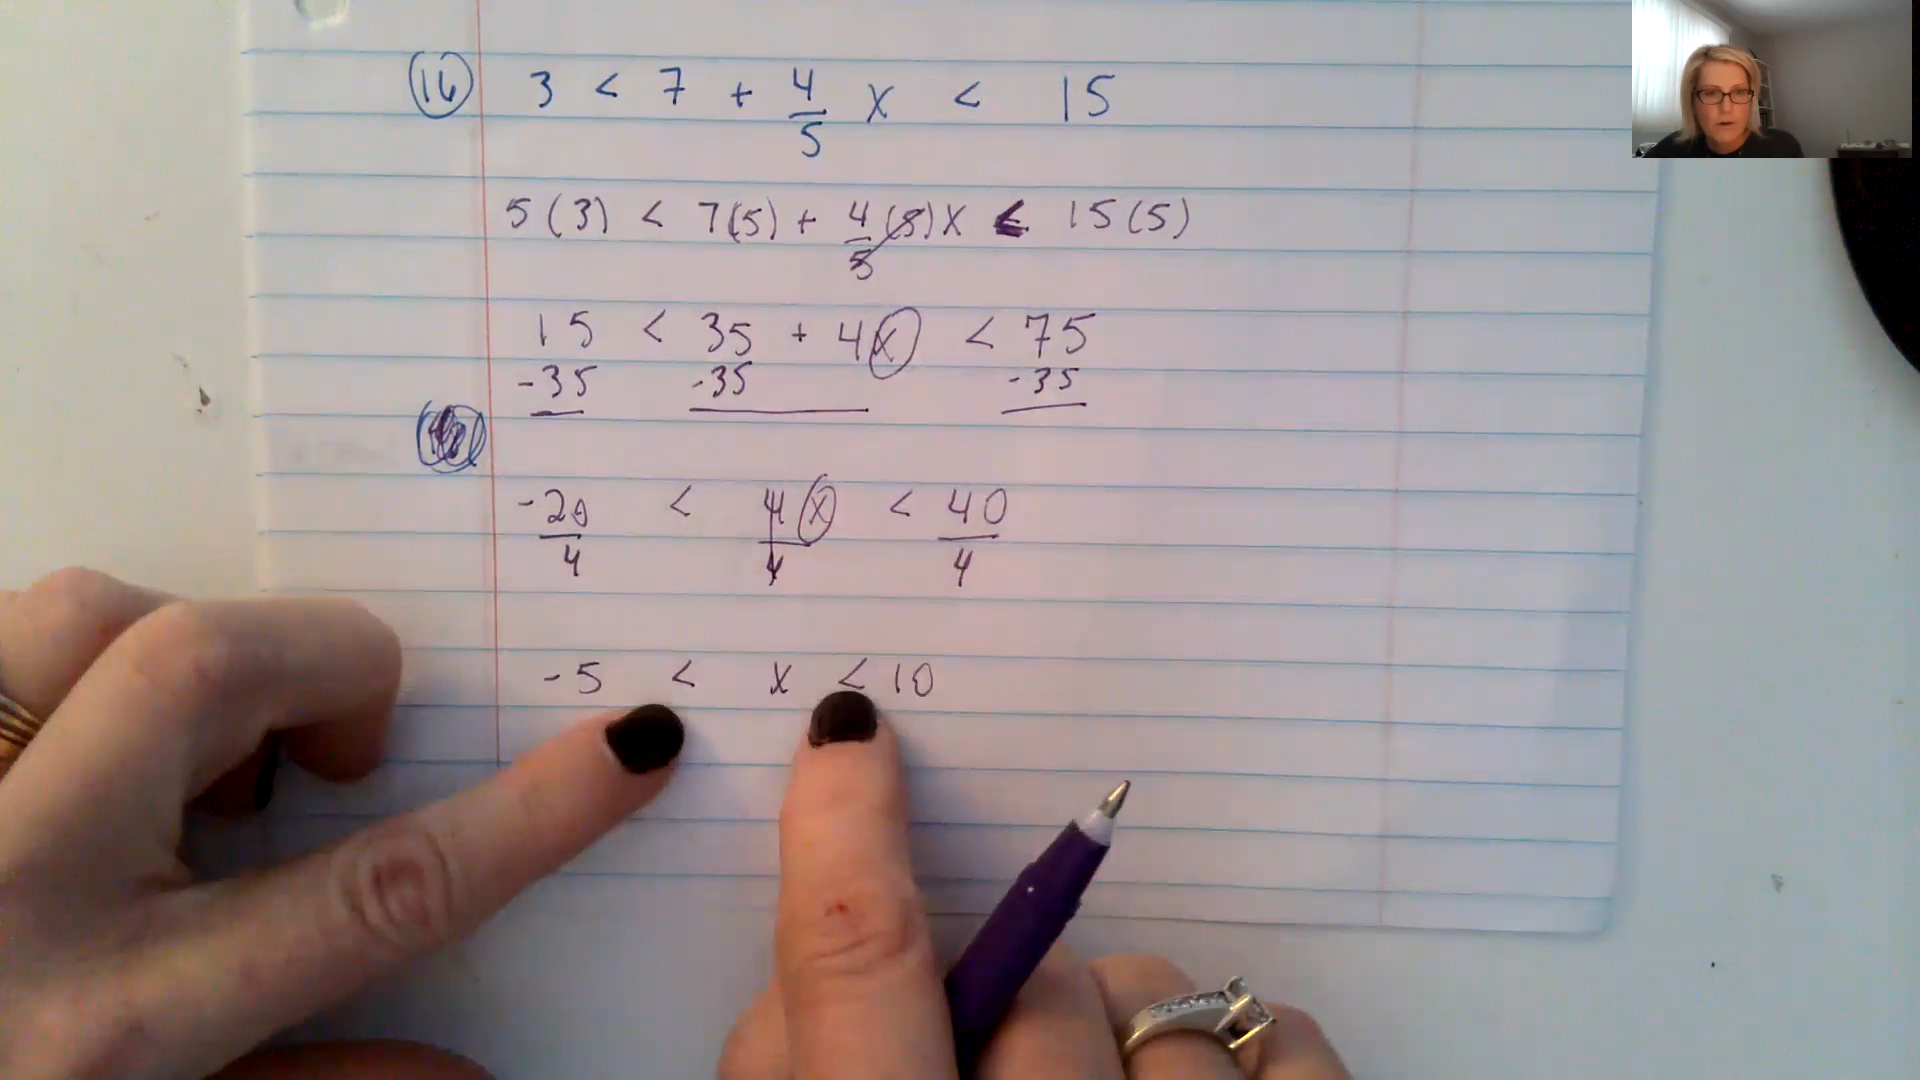 16 3 < 7 + 4/5 x < 15
5(3) < 7(5) + 4/5 (5)x < 15(5)
15 < 35 + 4x < 75
-35 -35 -35
-20/4 < 4x/4 < 40/4
-5 < x < 10